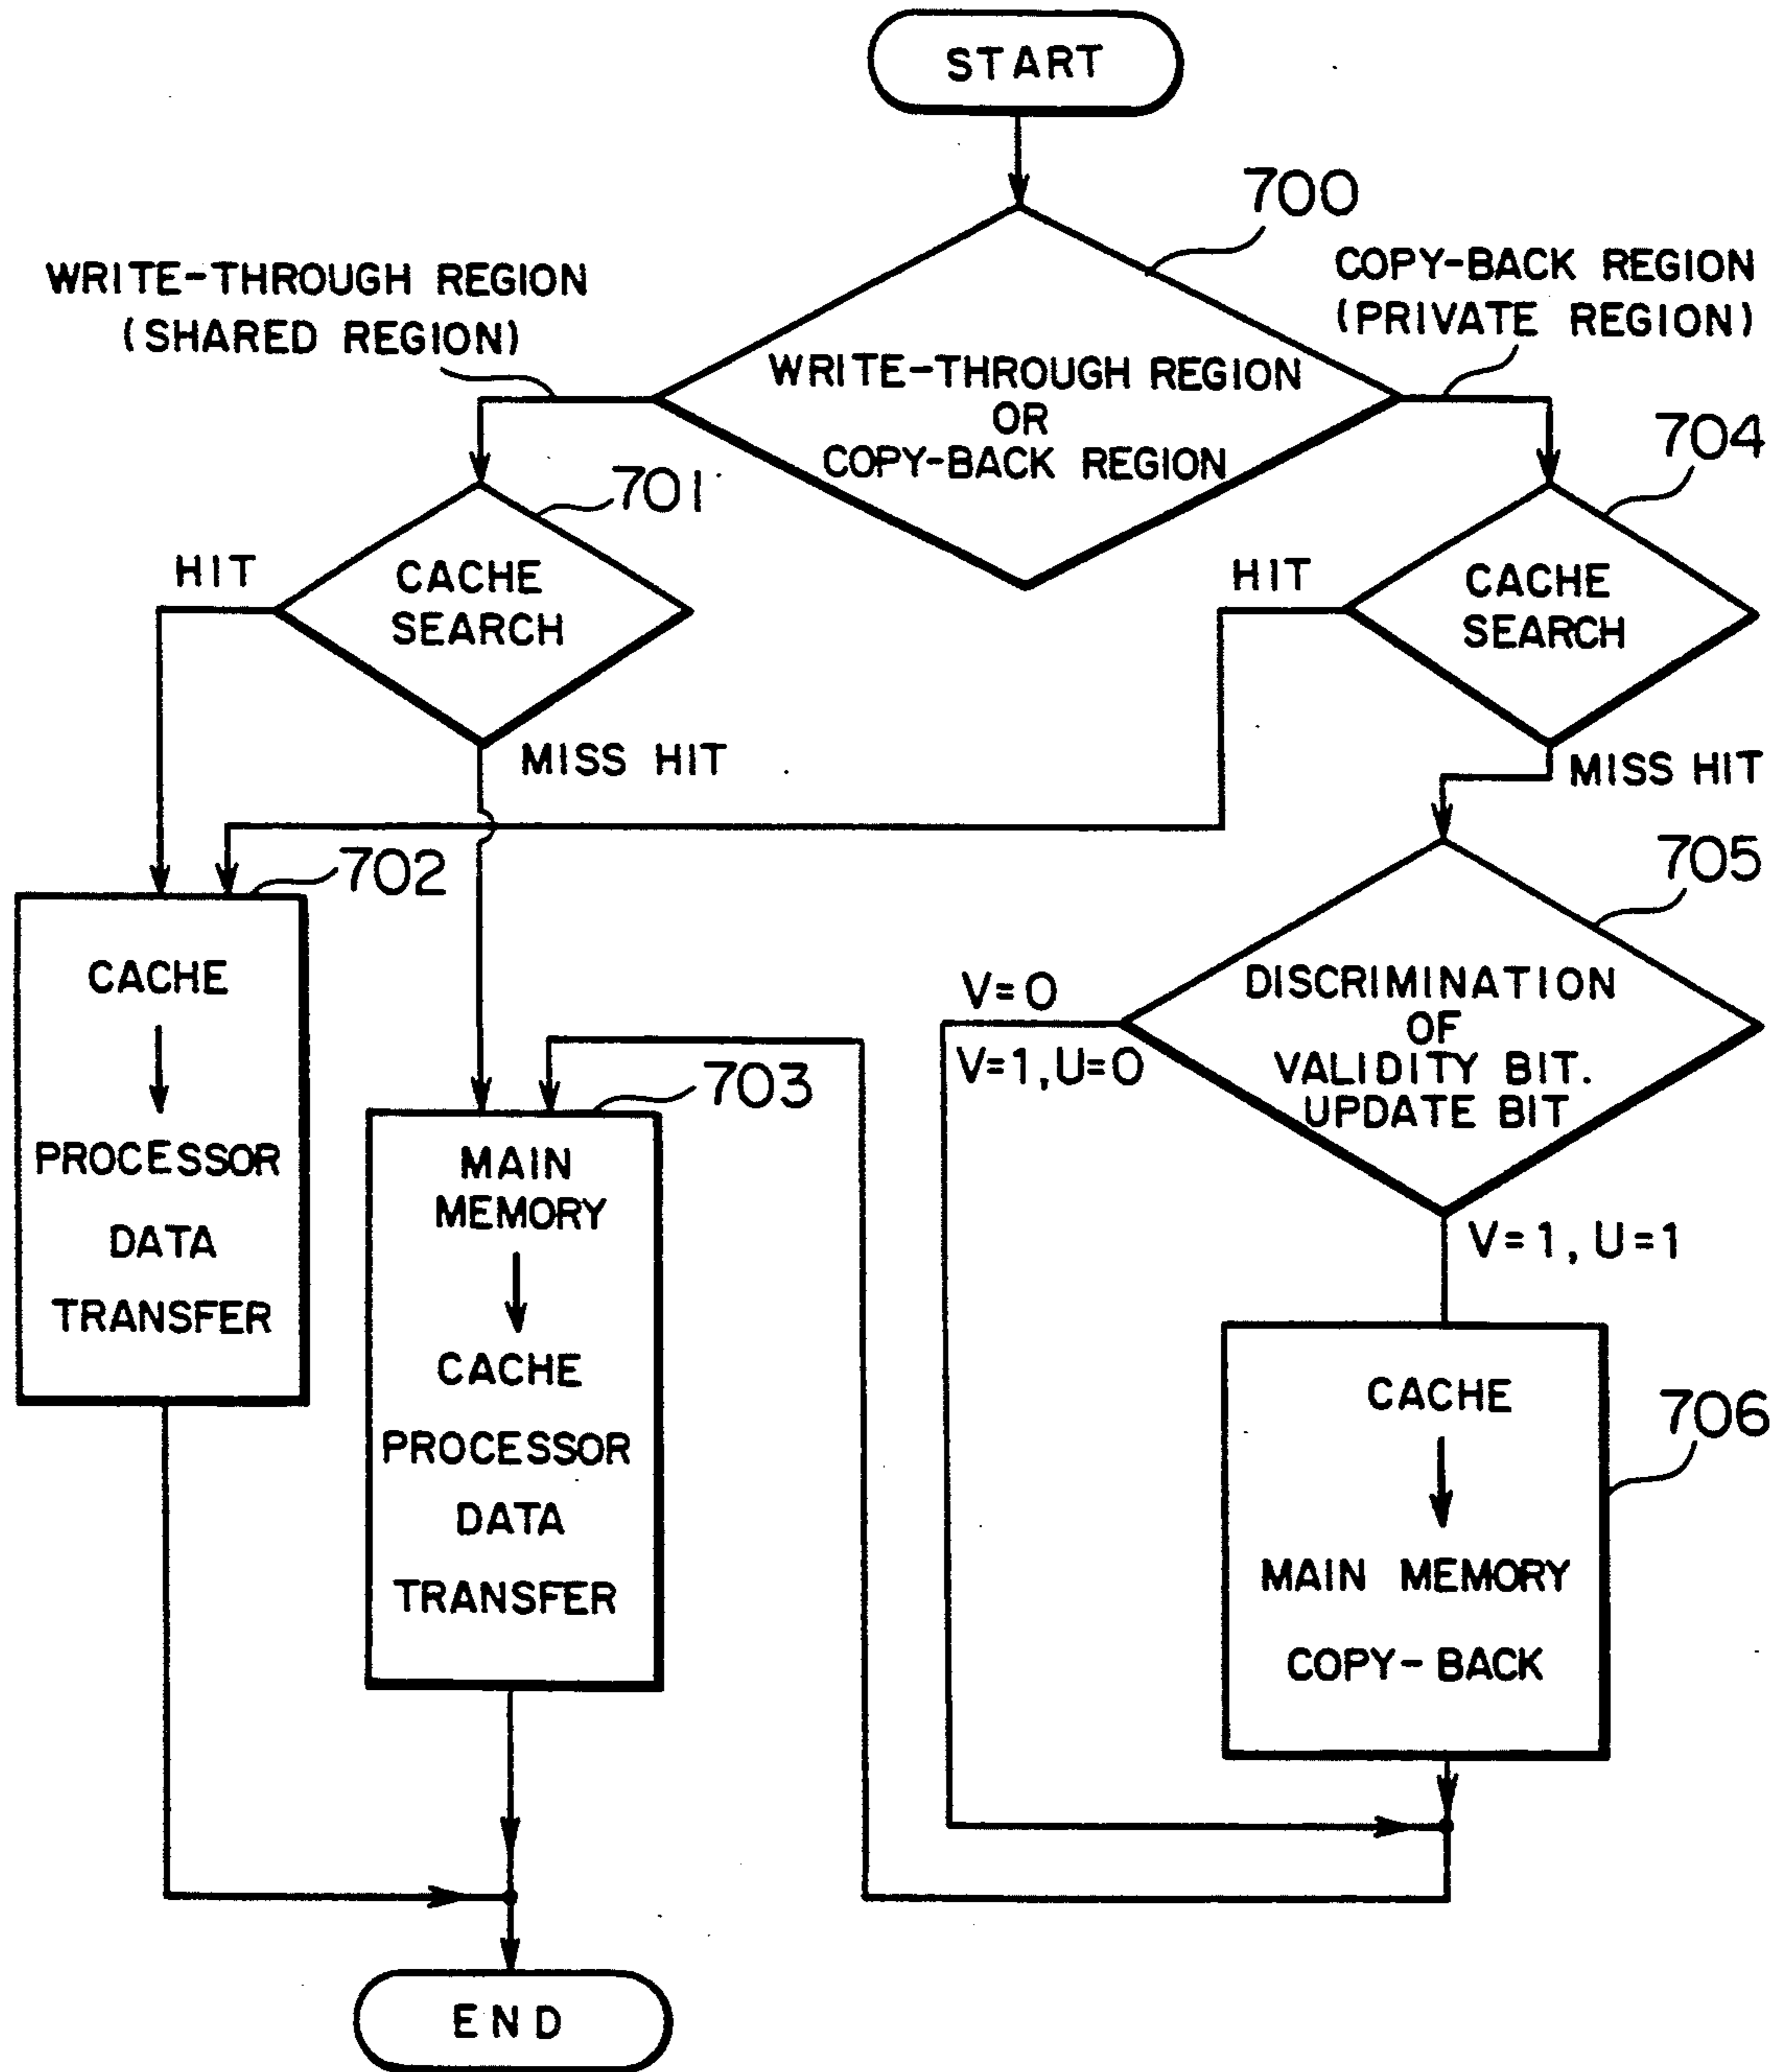 START
700
WRITE-THROUGH REGION
(SHARED REGION)
COPY-BACK REGION
(PRIVATE REGION)
WRITE-THROUGH REGION
OR
COPY-BACK REGION
701
704
HIT
CACHE
SEARCH
HIT
CACHE
SEARCH
MISS HIT
MISS HIT
702
705
CACHE
PROCESSOR
DATA
TRANSFER
V=0
V=1, U=0
DISCRIMINATION
OF
VALIDITY BIT.
UPDATE BIT
703
MAIN
MEMORY
CACHE
PROCESSOR
DATA
TRANSFER
V=1, U=1
706
CACHE
MAIN MEMORY
COPY-BACK
END